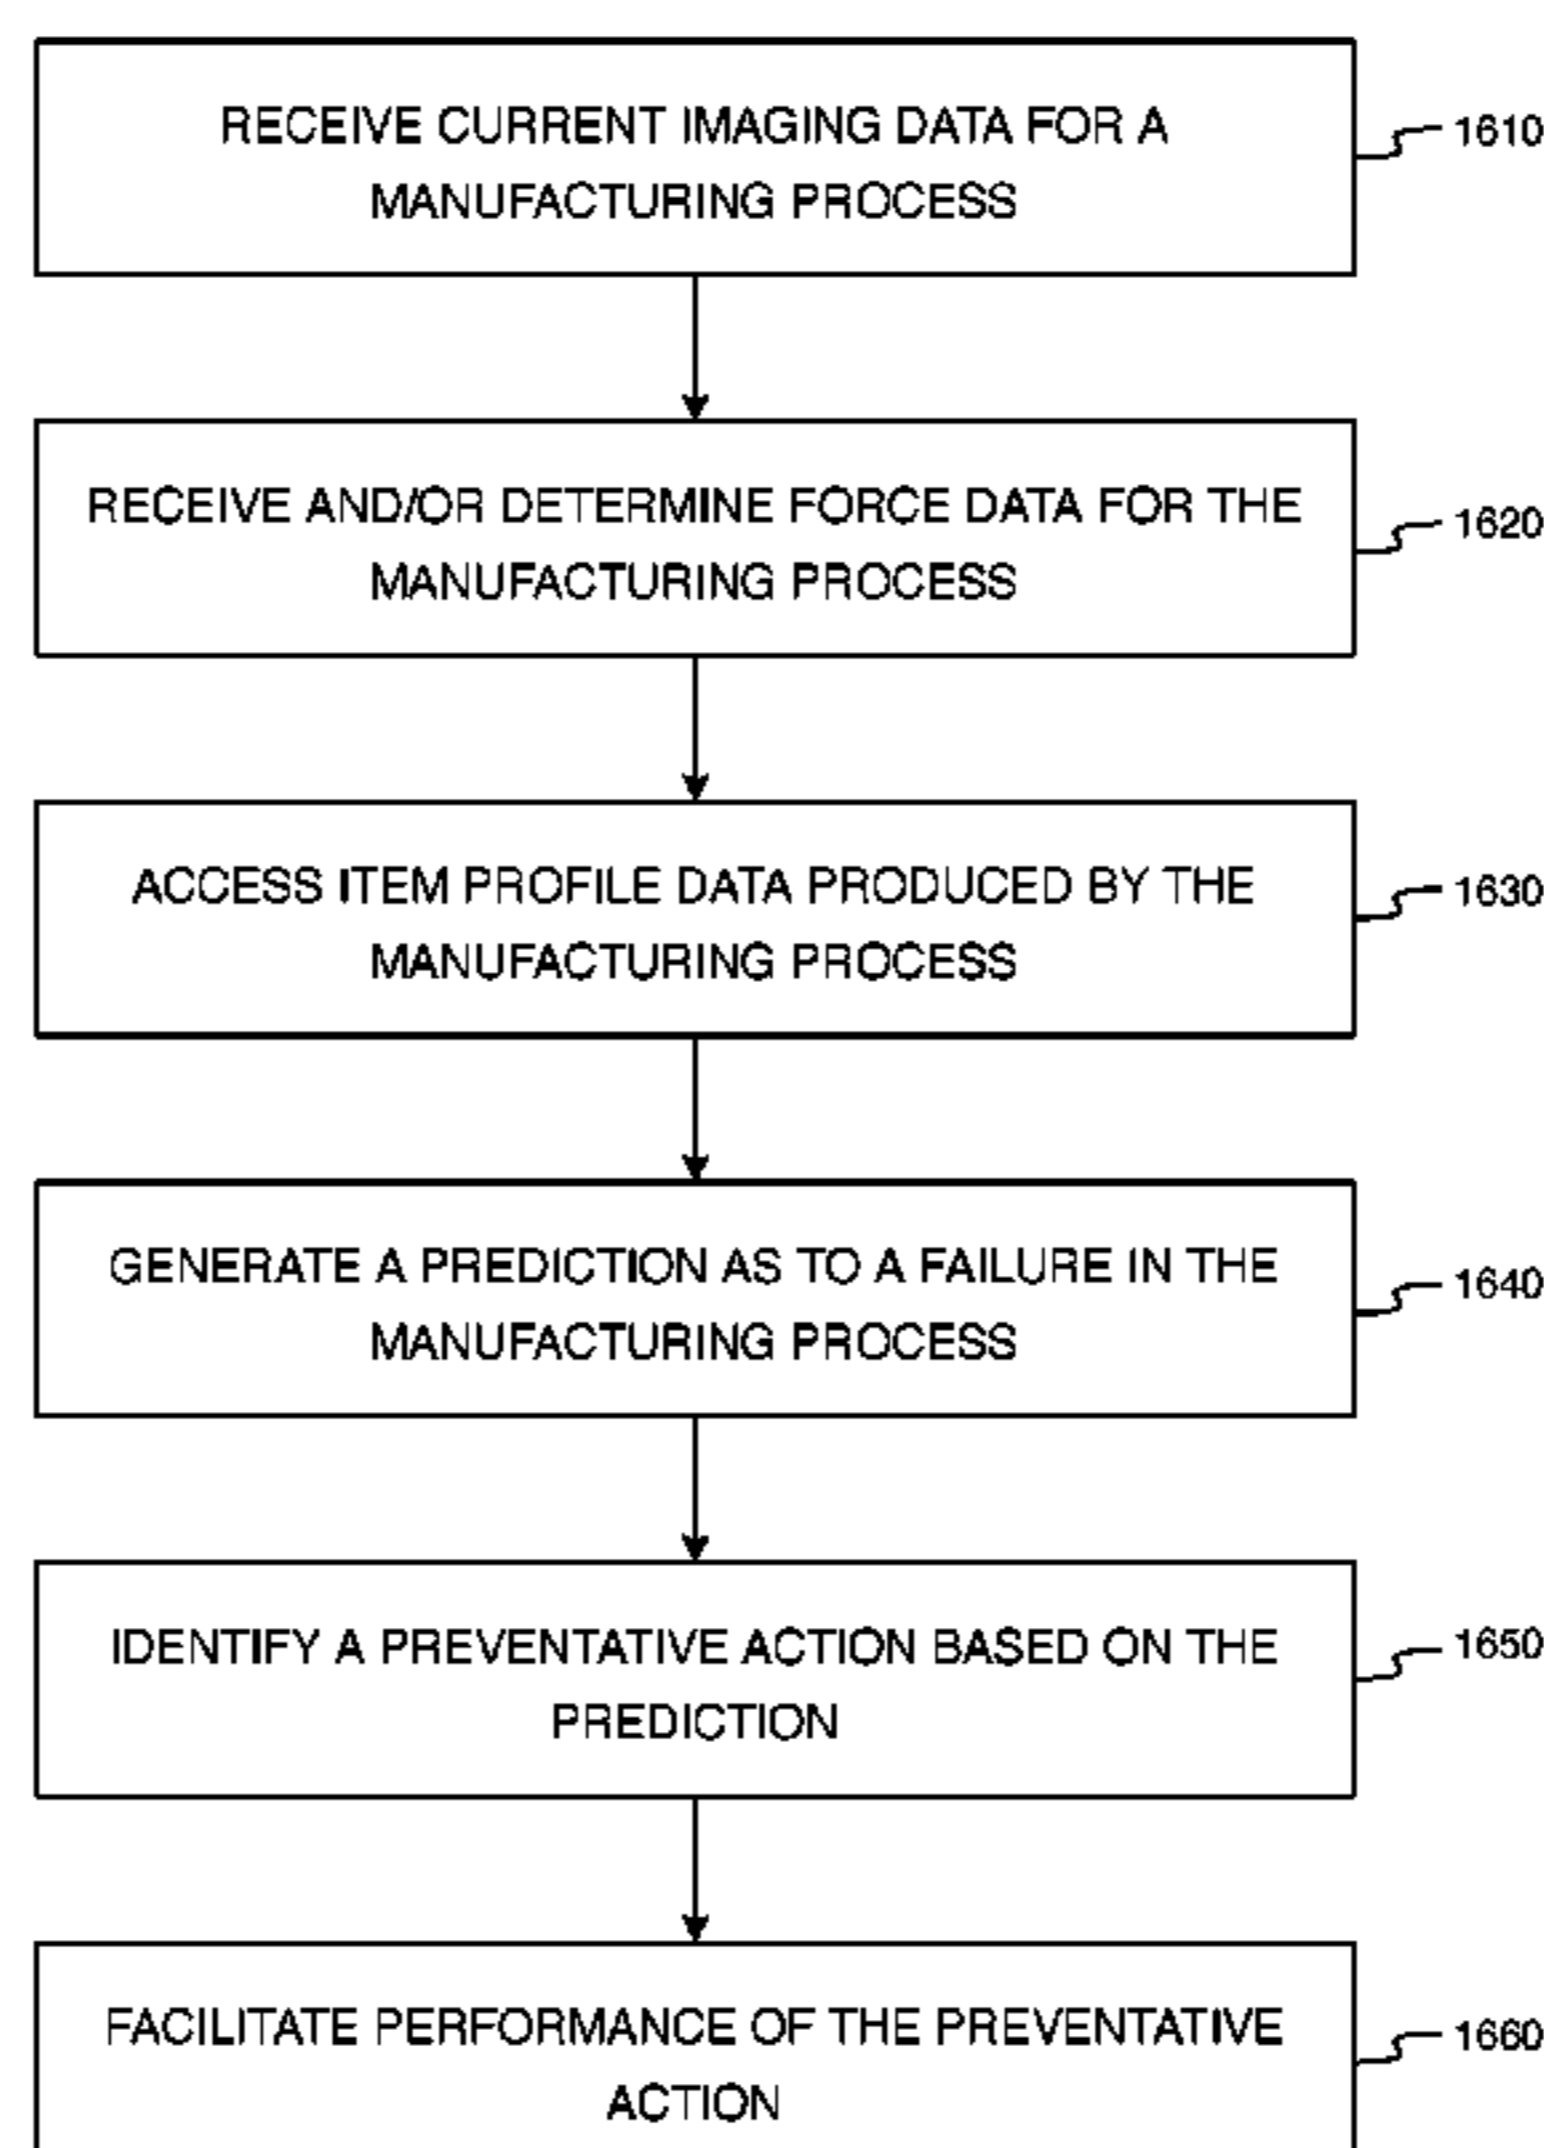 RECEIVE CURRENT IMAGING DATA FOR A
MANUFACTURING PROCESS
1610
RECEIVE AND/OR DETERMINE FORCE DATA FOR THE
MANUFACTURING PROCESS
1620
ACCESS ITEM PROFILE DATA PRODUCED BY THE
MANUFACTURING PROCESS
1630
GENERATE A PREDICTION AS TO A FAILURE IN THE
MANUFACTURING PROCESS
1640
IDENTIFY A PREVENTATIVE ACTION BASED ON THE
PREDICTION
1650
FACILITATE PERFORMANCE OF THE PREVENTATIVE
ACTION
1660